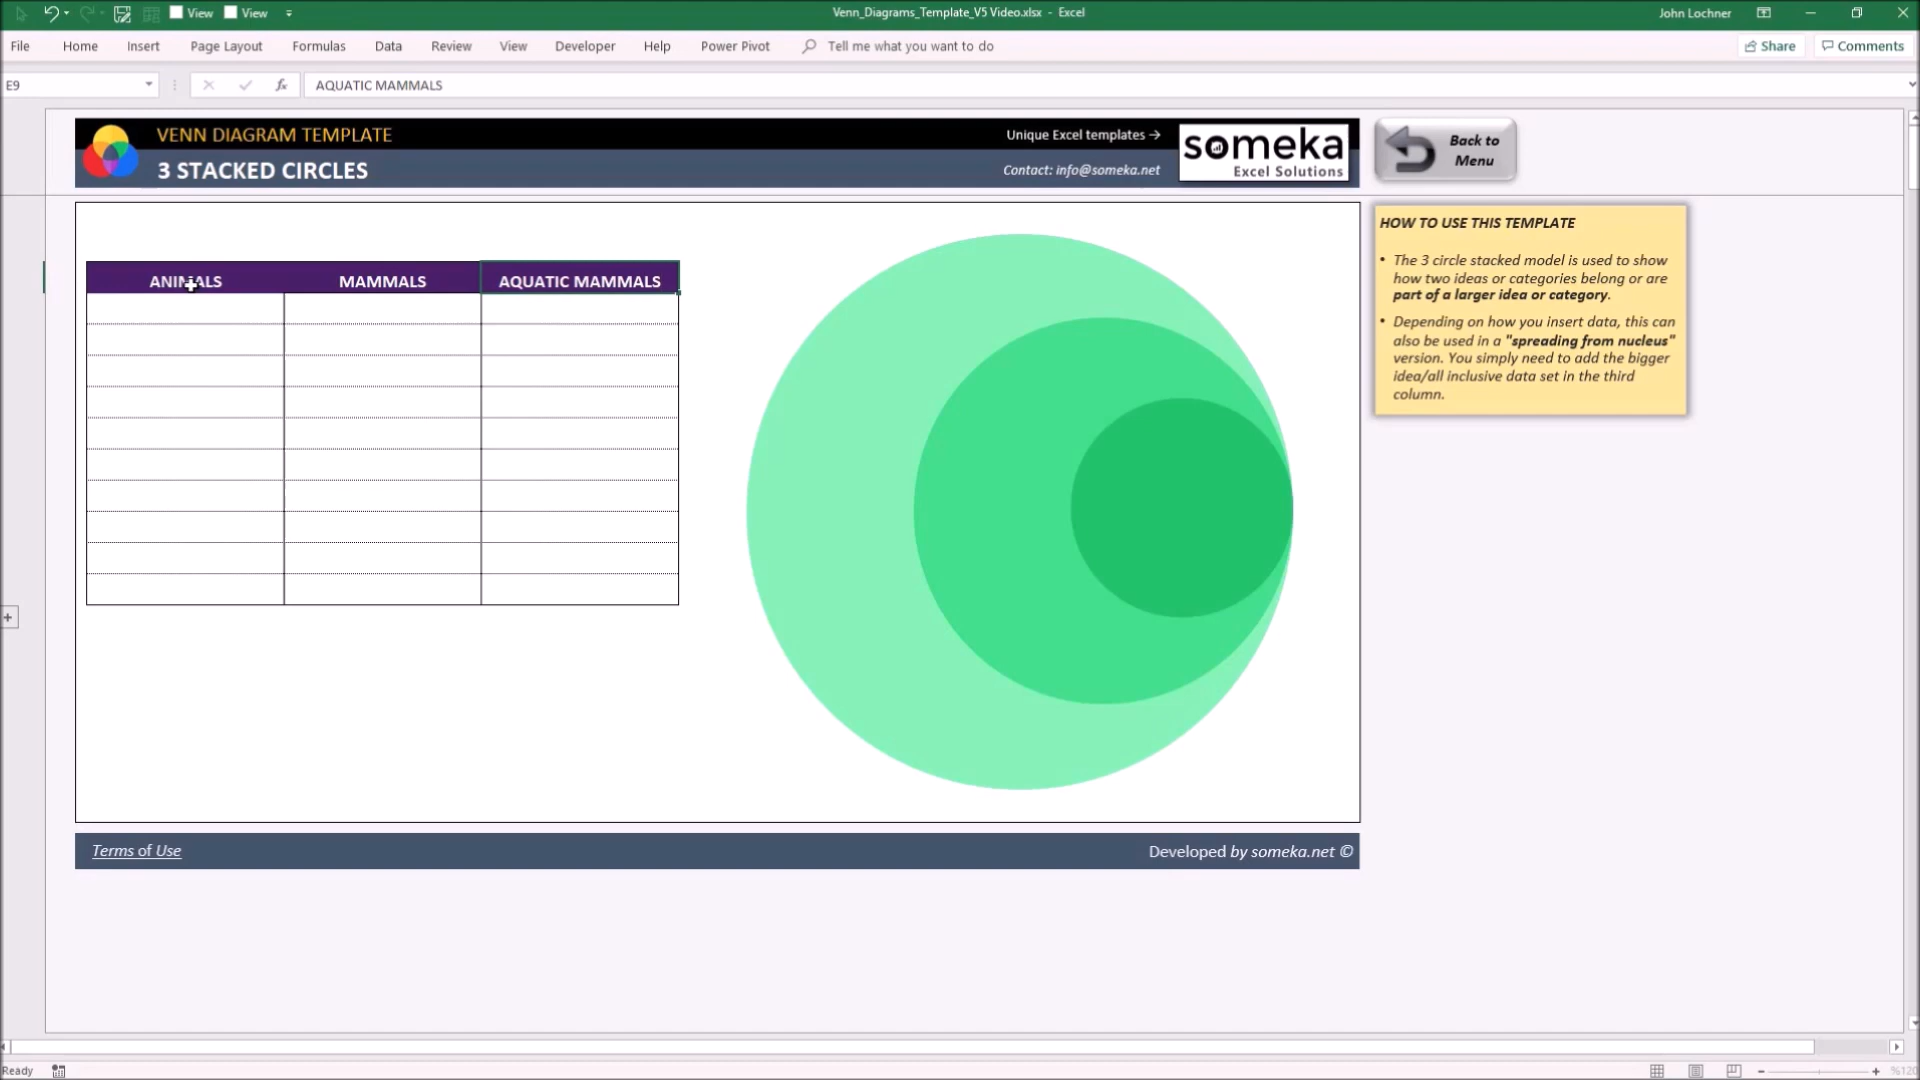 View View
Venn_Diagrams_Template_V5 Video.xlsx - Excel
John Lochner
File Home Insert Page Layout Formulas Data Review View Developer Help Power Pivot Tell me what you want to do
Share Comments
E9 fx AQUATIC MAMMALS
VENN DIAGRAM TEMPLATE
3 STACKED CIRCLES
Unique Excel templates →
Contact: info@someka.net
someka
Excel Solutions
Back to
Menu
ANIMALS MAMMALS AQUATIC MAMMALS
HOW TO USE THIS TEMPLATE
• The 3 circle stacked model is used to show
how two ideas or categories belong or are
part of a larger idea or category.
• Depending on how you insert data, this can
also be used in a "spreading from nucleus"
version. You simply need to add the bigger
idea/all inclusive data set in the third
column.
Terms of Use
Developed by someka.net ©
Ready
%120